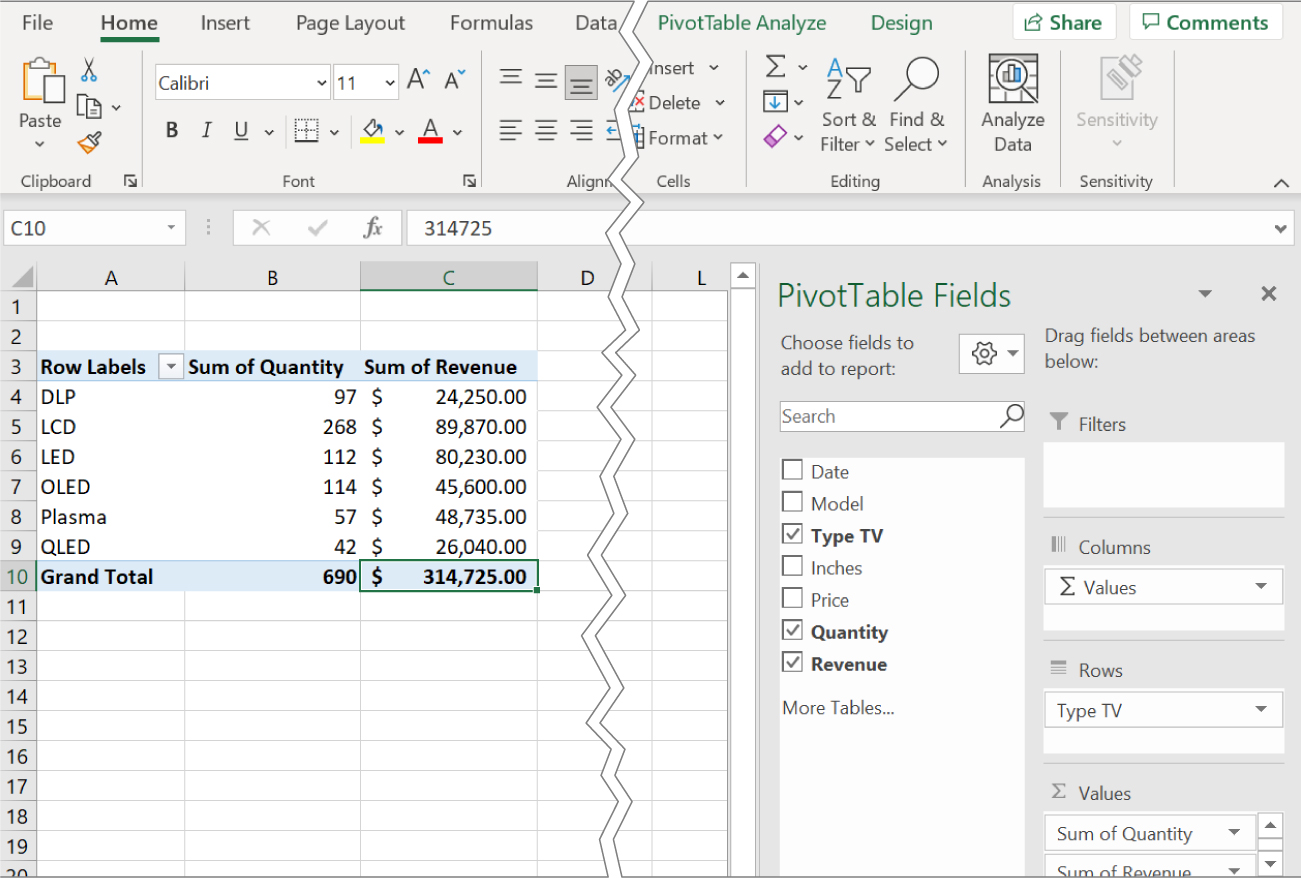 File Home Insert Page Layout Formulas Data PivotTable Analyze Design Share Comments
Calibri 11 Insert
Delete
Paste B I U A Format Sort & Filter Find & Select Analyze Data Sensitivity
Clipboard Font Alignn Cells Editing Analysis Sensitivity
C10 fx 314725
A B C D L
1
2
3 Row Labels Sum of Quantity Sum of Revenue
4 DLP 97 $ 24,250.00
5 LCD 268 $ 89,870.00
6 LED 112 $ 80,230.00
7 OLED 114 $ 45,600.00
8 Plasma 57 $ 48,735.00
9 QLED 42 $ 26,040.00
10 Grand Total 690 $ 314,725.00
11
12
13
14
15
16
17
18
19
20
PivotTable Fields
Choose fields to
add to report:
Search
Date
Model
Type TV
Inches
Price
Quantity
Revenue
More Tables...
Drag fields between areas
below:
Filters
Columns
Σ Values
Rows
Type TV
Σ Values
Sum of Quantity
Sum of Revenue